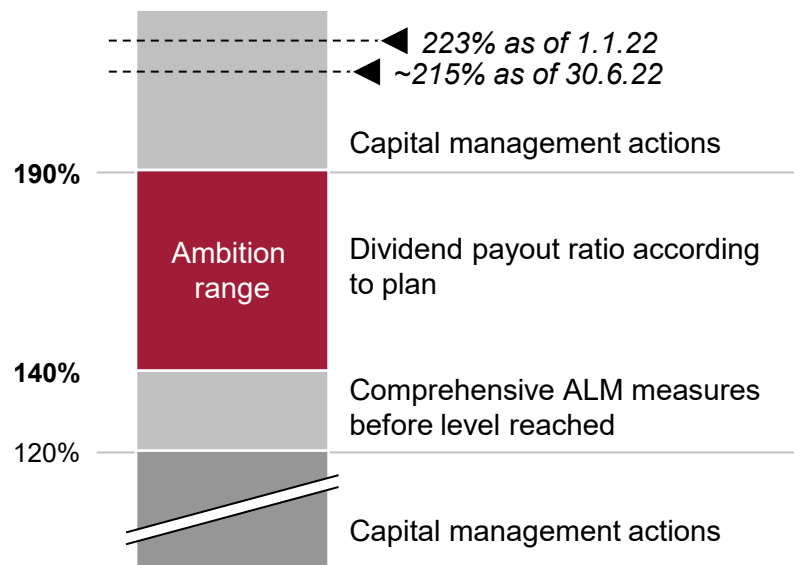 223% as of 1.1.22
~215% as of 30.6.22
Capital management actions
190%
Ambition
range
Dividend payout ratio according
to plan
140%
Comprehensive ALM measures
before level reached
120%
Capital management actions